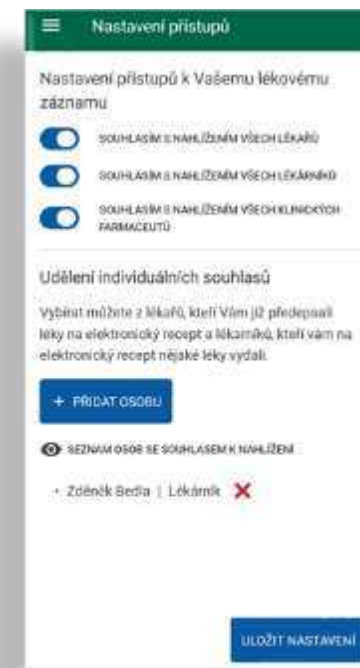 Nastavení přístupů
Nastavení přístupů k Vašemu lékovému
záznamu
SOUHLASÍM S NAHLÍŽENÍM VŠECH LÉKAŘŮ
SOUHLASÍM S NAHLÍŽENÍM VŠECH LÉKÁRNÍKŮ
SOUHLASÍM S NAHLÍŽENÍM VŠECH KLINICKÝCH
FARMACEUTŮ
Udělení individuálních souhlasů
Vybírat můžete z lékařů, kteří Vám již předepsali
léky na elektronický recept a lékárníků, kteří vám na
elektronický recept nějaké léky vydali.
+ PŘIDAT OSOBU
SEZNAM OSOB SE SOUHLASEM K NAHLÍŽENÍ
• Zdeněk Bedla | Lékárník
ULOŽIT NASTAVENÍ